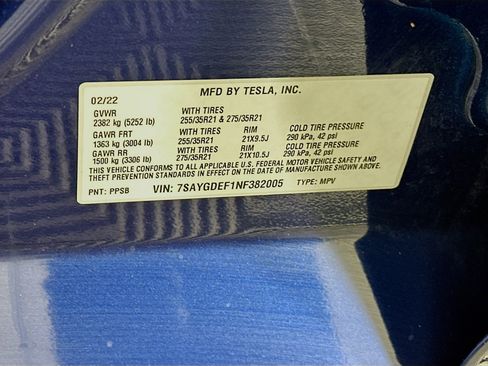 MFD BY TESLA, INC.
02/22
GVWR WITH TIRES
2382 kg (5252 lb) 255/35R21 & 275/35R21
GAWR FRT WITH TIRES RIM COLD TIRE PRESSURE
1363 kg (3004 lb) 255/35R21 21X9.5J 290 kPa, 42 psi
GAWR RR WITH TIRES RIM COLD TIRE PRESSURE
1500 kg (3306 lb) 275/35R21 21X10.5J 290 kPa, 42 psi
THIS VEHICLE CONFORMS TO ALL APPLICABLE U.S. FEDERAL MOTOR VEHICLE SAFETY AND
THEFT PREVENTION STANDARDS IN EFFECT ON THE DATE OF MANUFACTURE SHOWN ABOVE.
PNT: PPSB VIN: 7SAYGDEF1NF382005 TYPE: MPV